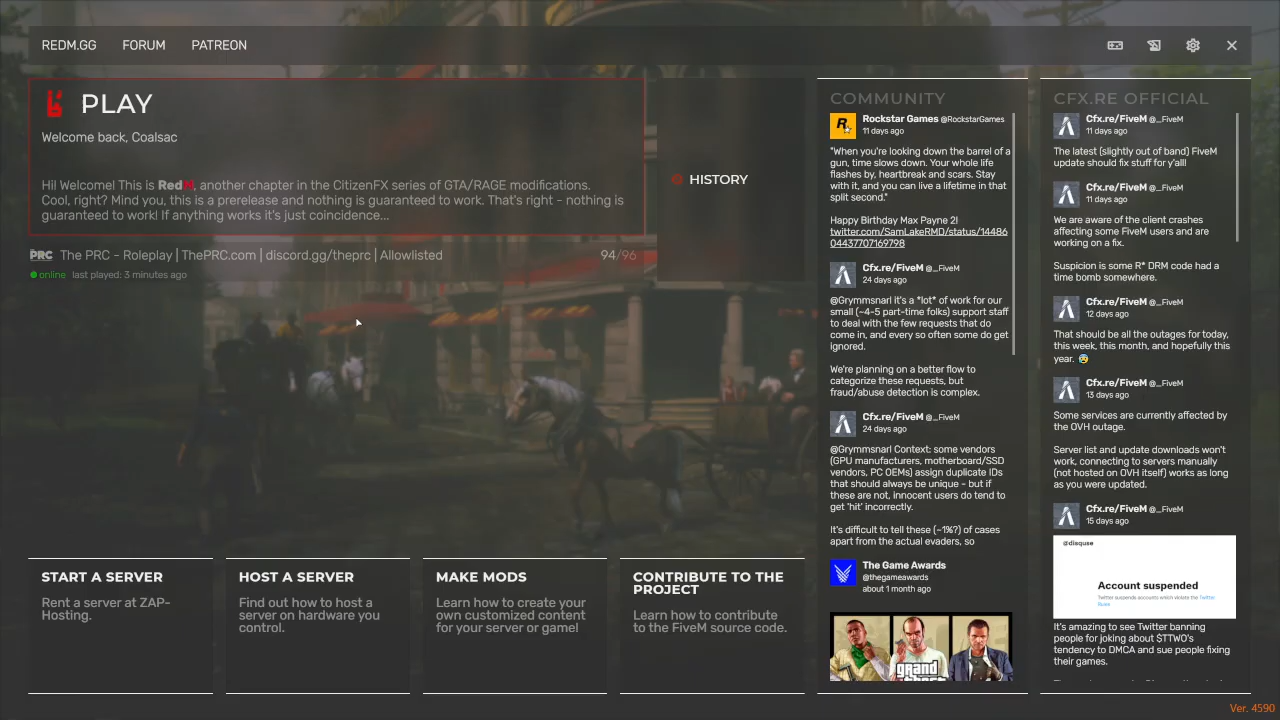 REDM.GG FORUM PATREON
PLAY
Welcome back, Coalsac
Hi! Welcome! This is RedM, another chapter in the CitizenFX series of GTA/RAGE modifications.
Cool, right? Mind you, this is a prerelease and nothing is guaranteed to work. That's right - nothing is
guaranteed to work! If anything works it's just coincidence...
HISTORY
PRC The PRC - Roleplay | ThePRC.com | discord.gg/theprc | Allowlisted 94/96
online last played: 3 minutes ago
START A SERVER
Rent a server at ZAP-
Hosting.
HOST A SERVER
Find out how to host a
server on hardware you
control.
MAKE MODS
Learn how to create your
own customized content
for your server or game!
CONTRIBUTE TO THE
PROJECT
Learn how to contribute
to the FiveM source code.
COMMUNITY
Rockstar Games @RockstarGames
11 days ago
"When you're looking down the barrel of a
gun, time slows down. Your whole life
flashes by, heartbreak and scars. Stay
with it, and you can live a lifetime in that
split second."
Happy Birthday Max Payne 2!
twitter.com/SamLakeRMD/status/14486
04437707169798
Cfx.re/FiveM @_FiveM
24 days ago
@Grymmsnarl it's a *lot* of work for our
small (~4-5 part-time folks) support staff
to deal with the few requests that do
come in, and every so often some do get
ignored.
We're planning on a better flow to
categorize these requests, but
fraud/abuse detection is complex.
Cfx.re/FiveM @_FiveM
24 days ago
@Grymmsnarl Context: some vendors
(GPU manufacturers, motherboard/SSD
vendors, PC OEMs) assign duplicate IDs
that should always be unique - but if
these are not, innocent users do tend to
get 'hit' incorrectly.
It's difficult to tell these (~1%?) of cases
apart from the actual evaders, so
The Game Awards
@thegameawards
about 1 month ago
grand
CFX.RE OFFICIAL
Cfx.re/FiveM @_FiveM
11 days ago
The latest (slightly out of band) FiveM
update should fix stuff for y'all!
Cfx.re/FiveM @_FiveM
11 days ago
We are aware of the client crashes
affecting some FiveM users and are
working on a fix.
Suspicion is some R* DRM code had a
time bomb somewhere.
Cfx.re/FiveM @_FiveM
12 days ago
That should be all the outages for today,
this week, this month, and hopefully this
year. 😰
Cfx.re/FiveM @_FiveM
13 days ago
Some services are currently affected by
the OVH outage.
Server list and update downloads won't
work, connecting to servers manually
(not hosted on OVH itself) works as long
as you were updated.
Cfx.re/FiveM @_FiveM
15 days ago
@disquse
Account suspended
Twitter suspends accounts which violate the Twitter
Rules
It's amazing to see Twitter banning
people for joking about $TTWO's
tendency to DMCA and sue people fixing
their games.
Ver. 4590